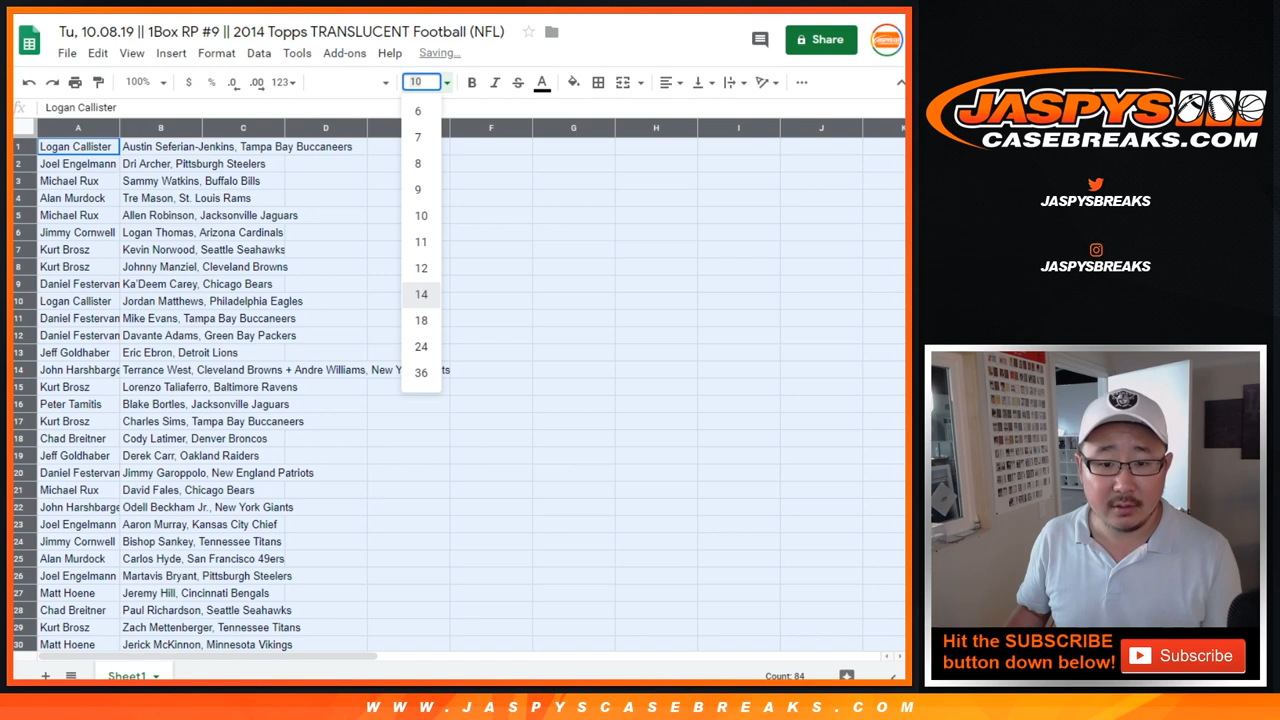 Tu, 10.08.19 || 1Box RP #9 || 2014 Topps TRANSLUCENT Football (NFL)
File Edit View Insert Format Data Tools Add-ons Help Saving...
Share
100% $ % .0 .00 123 10 B I S A ...
fx Logan Callister
A B C D F G H I J K
1 Logan Callister Austin Seferian-Jenkins, Tampa Bay Buccaneers
2 Joel Engelmann Dri Archer, Pittsburgh Steelers
3 Michael Rux Sammy Watkins, Buffalo Bills
4 Alan Murdock Tre Mason, St. Louis Rams
5 Michael Rux Allen Robinson, Jacksonville Jaguars
6 Jimmy Cornwell Logan Thomas, Arizona Cardinals
7 Kurt Brosz Kevin Norwood, Seattle Seahawks
8 Kurt Brosz Johnny Manziel, Cleveland Browns
9 Daniel Festervan Ka'Deem Carey, Chicago Bears
10 Logan Callister Jordan Matthews, Philadelphia Eagles
11 Daniel Festervan Mike Evans, Tampa Bay Buccaneers
12 Daniel Festervan Davante Adams, Green Bay Packers
13 Jeff Goldhaber Eric Ebron, Detroit Lions
14 John Harshbarge Terrance West, Cleveland Browns + Andre Williams, New Y
15 Kurt Brosz Lorenzo Taliaferro, Baltimore Ravens
16 Peter Tamitis Blake Bortles, Jacksonville Jaguars
17 Kurt Brosz Charles Sims, Tampa Bay Buccaneers
18 Chad Breitner Cody Latimer, Denver Broncos
19 Jeff Goldhaber Derek Carr, Oakland Raiders
20 Daniel Festervan Jimmy Garoppolo, New England Patriots
21 Michael Rux David Fales, Chicago Bears
22 John Harshbarge Odell Beckham Jr., New York Giants
23 Joel Engelmann Aaron Murray, Kansas City Chief
24 Jimmy Cornwell Bishop Sankey, Tennessee Titans
25 Alan Murdock Carlos Hyde, San Francisco 49ers
26 Joel Engelmann Martavis Bryant, Pittsburgh Steelers
27 Matt Hoene Jeremy Hill, Cincinnati Bengals
28 Chad Breitner Paul Richardson, Seattle Seahawks
29 Kurt Brosz Zach Mettenberger, Tennessee Titans
30 Matt Hoene Jerick McKinnon, Minnesota Vikings
6
7
8
9
10
11
12
14
18
24
36
Sheet1
Count: 84
JASPYS
CASEBREAKS.COM
JASPYSBREAKS
JASPYSBREAKS
Hit the SUBSCRIBE
button down below!
Subscribe
WWW.JASPYSCASEBREAKS.COM